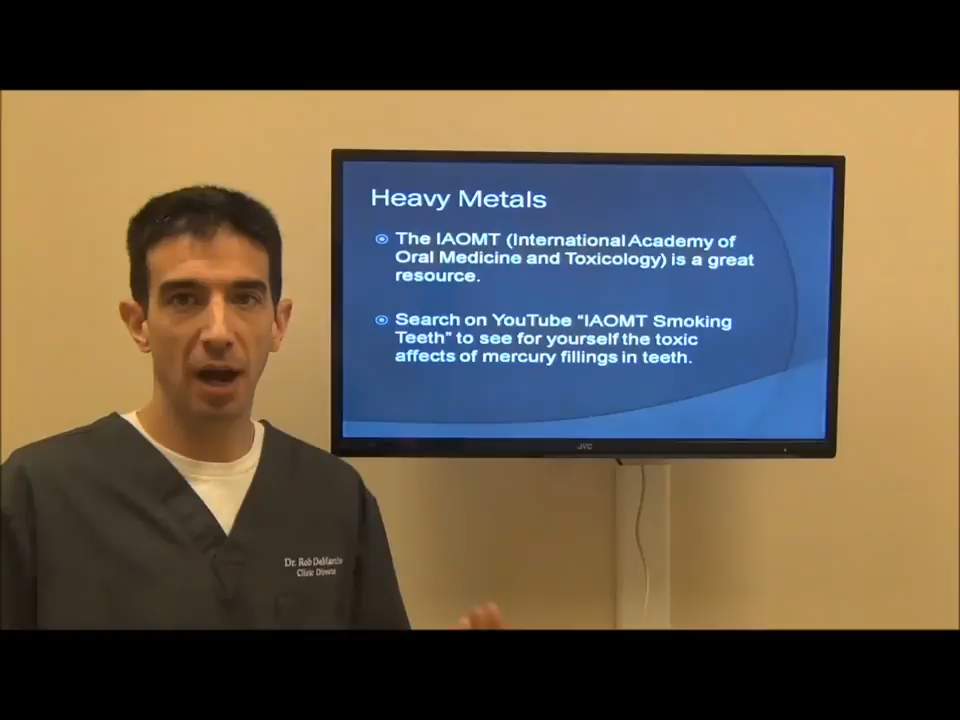 Heavy Metals
The IAOMT (International Academy of
Oral Medicine and Toxicology) is a great
resource.
Search on YouTube “IAOMT Smoking
Teeth” to see for yourself the toxic
affects of mercury fillings in teeth.
JVC
Dr. Rob
Clinic Director